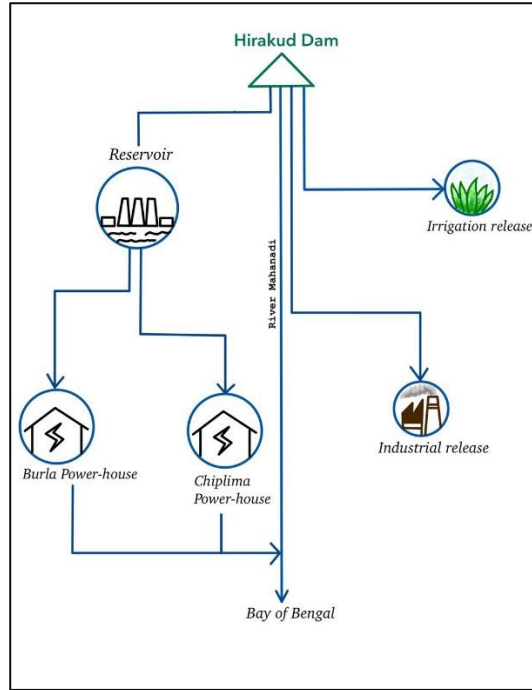 Hirakud Dam
Reservoir
Irrigation release
River Mahanadi
Industrial release
Burla Power-house
Chiplima
Power-house
Bay of Bengal